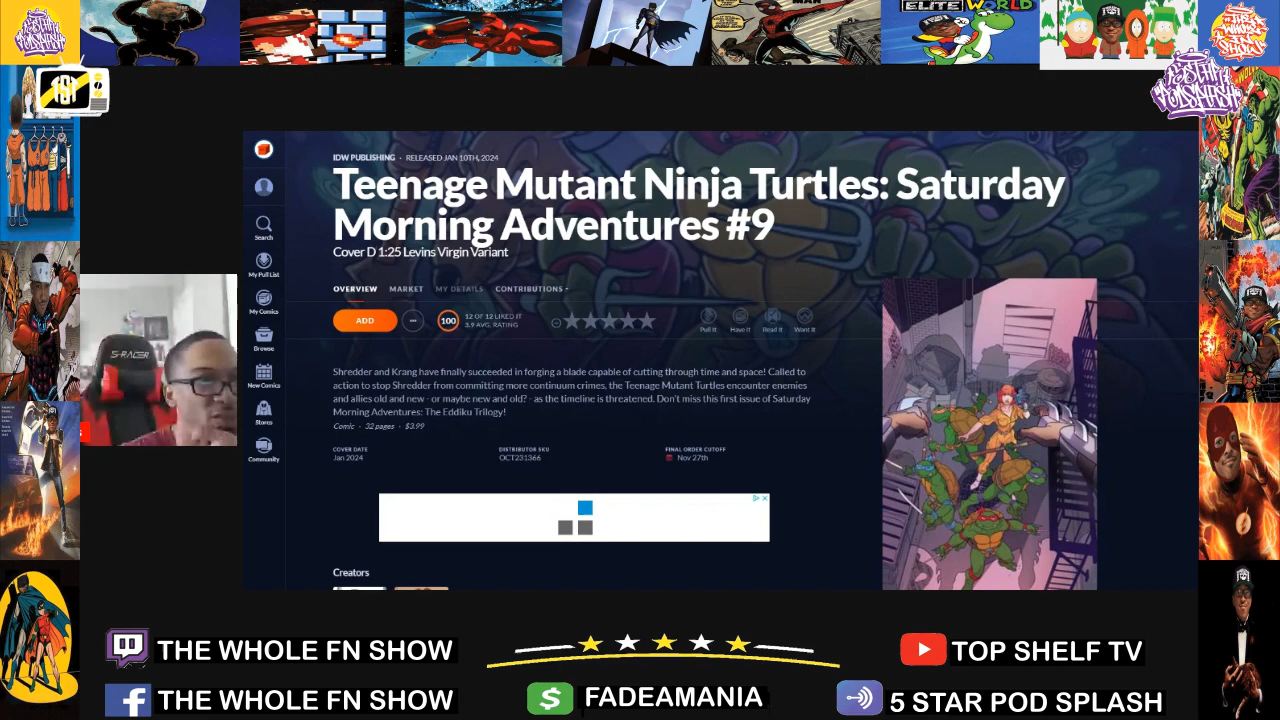 ELITE WORLD
MAN
THE WHOLE FN SHOW
TST
IDW PUBLISHING · RELEASED JAN 10TH, 2024
Teenage Mutant Ninja Turtles: Saturday
Morning Adventures #9
Cover D 1:25 Levins Virgin Variant
OVERVIEW MARKET MY DETAILS CONTRIBUTIONS
ADD
100
12 OF 12 LIKED IT
3.9 AVG. RATING
Pull It Have It Read It Want It
Search
My Pull List
My Comics
Browse
New Comics
Stores
Community
S-RACER
Shredder and Krang have finally succeeded in forging a blade capable of cutting through time and space! Called to
action to stop Shredder from committing more continuum crimes, the Teenage Mutant Turtles encounter enemies
and allies old and new - or maybe new and old? - as the timeline is threatened. Don't miss this first issue of Saturday
Morning Adventures: The Eddiku Trilogy!
Comic · 32 pages · $3.99
COVER DATE
Jan 2024
DISTRIBUTOR SKU
OCT231366
FINAL ORDER CUTOFF
Nov 27th
Creators
THE WHOLE FN SHOW
TOP SHELF TV
THE WHOLE FN SHOW
FADEAMANIA
5 STAR POD SPLASH